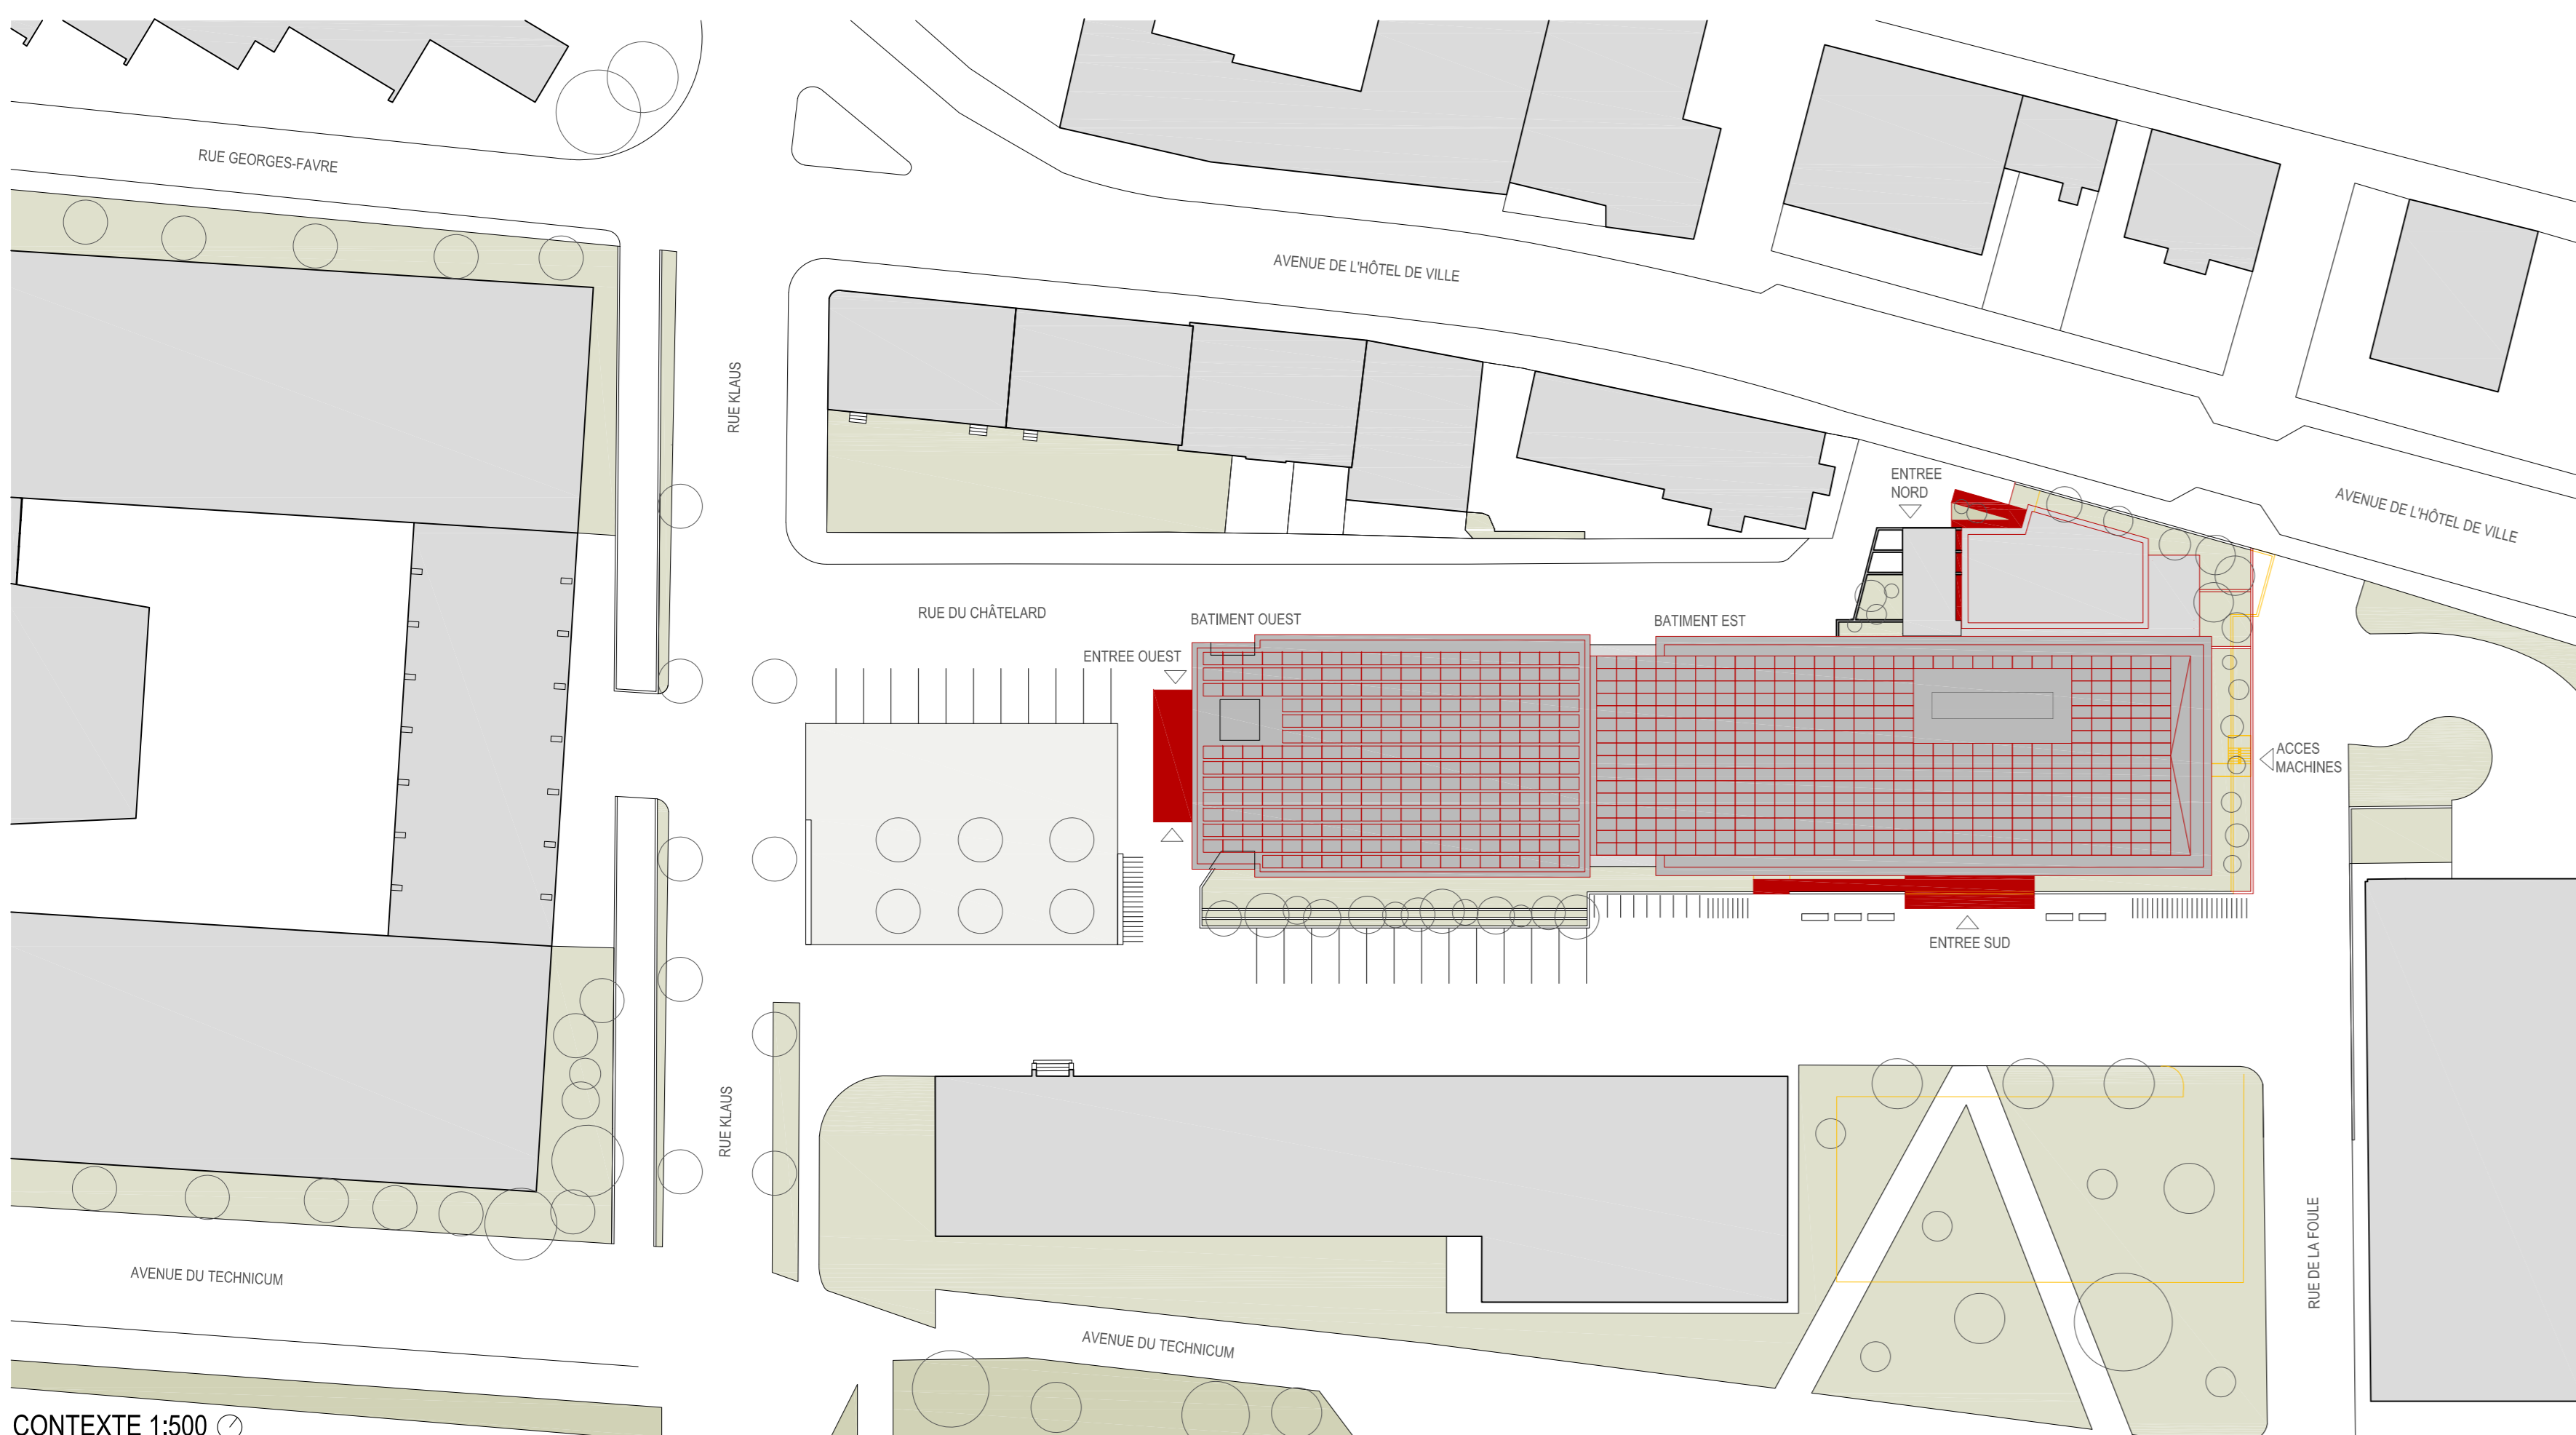 RUE GEORGES-FAVRE
AVENUE DE L'HÔTEL DE VILLE
RUE KLAUS
ENTREE
NORD
AVENUE DE L'HÔTEL DE VILLE
RUE DU CHÂTELARD
BATIMENT OUEST
BATIMENT EST
ENTREE OUEST
ACCES
MACHINES
ENTREE SUD
RUE KLAUS
RUE DE LA FOULE
AVENUE DU TECHNICUM
AVENUE DU TECHNICUM
CONTEXTE 1:500